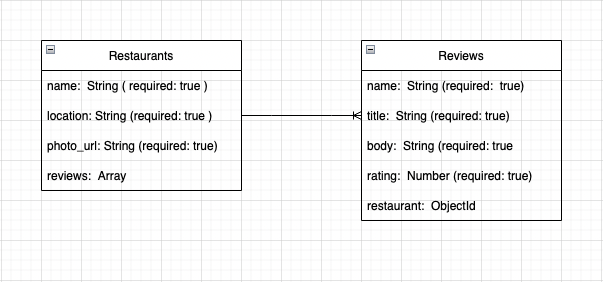 Restaurants
name: String ( required: true )
location: String (required: true )
photo_url: String (required: true)
reviews: Array
Reviews
name: String (required: true)
title: String (required: true)
body: String (required: true
rating: Number (required: true)
restaurant: ObjectId